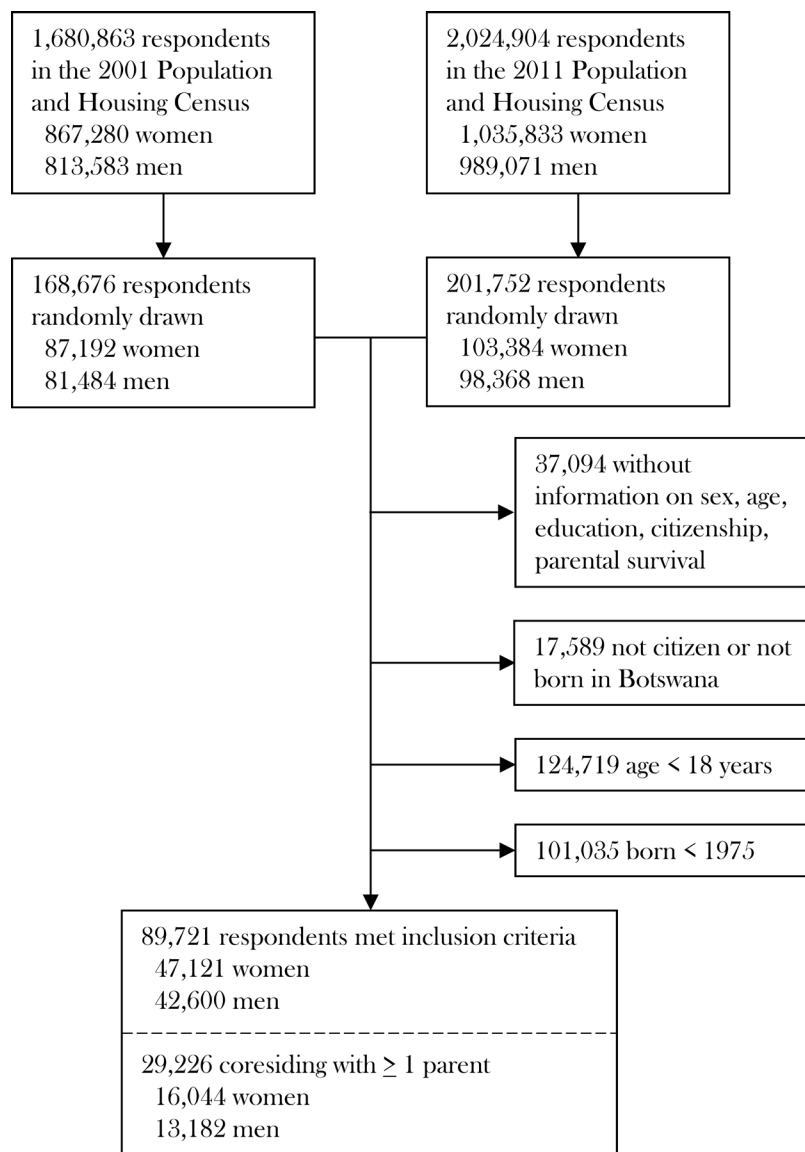 1,680,863 respondents
in the 2001 Population
and Housing Census
867,280 women
813,583 men
2,024,904 respondents
in the 2011 Population
and Housing Census
1,035,833 women
989,071 men
168,676 respondents
randomly drawn
87,192 women
81,484 men
201,752 respondents
randomly drawn
103,384 women
98,368 men
37,094 without
information on sex, age,
education, citizenship,
parental survival
17,589 not citizen or not
born in Botswana
124,719 age < 18 years
101,035 born < 1975
89,721 respondents met inclusion criteria
47,121 women
42,600 men
29,226 coresiding with ≥ 1 parent
16,044 women
13,182 men